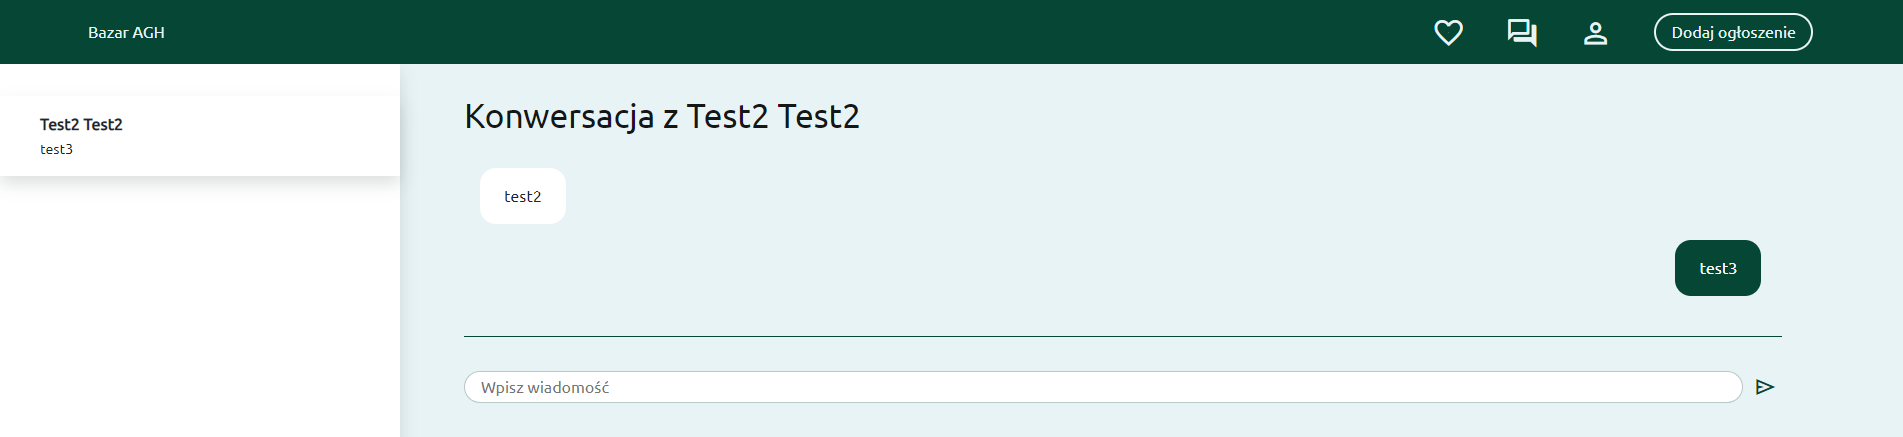 Bazar AGH
Dodaj ogłoszenie
Test2 Test2
test3
Konwersacja z Test2 Test2
test2
test3
Wpisz wiadomość